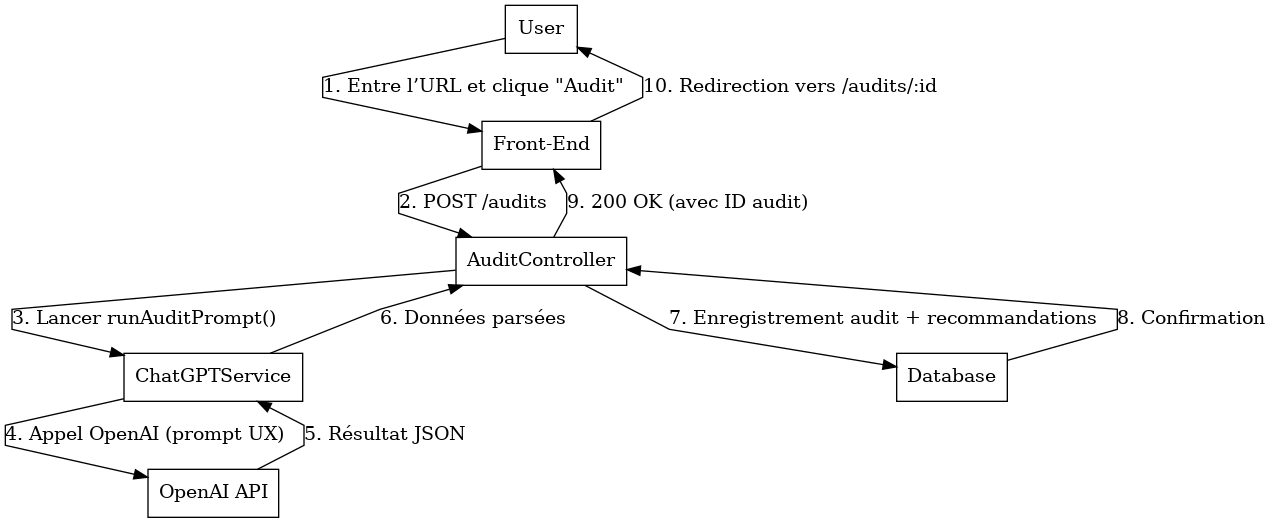 User
1. Entre l’URL et clique "Audit"
10. Redirection vers /audits/:id
Front-End
2. POST /audits
9. 200 OK (avec ID audit)
AuditController
3. Lancer runAuditPrompt()
6. Données parsées
7. Enregistrement audit + recommandations
8. Confirmation
ChatGPTService
Database
4. Appel OpenAI (prompt UX)
5. Résultat JSON
OpenAI API